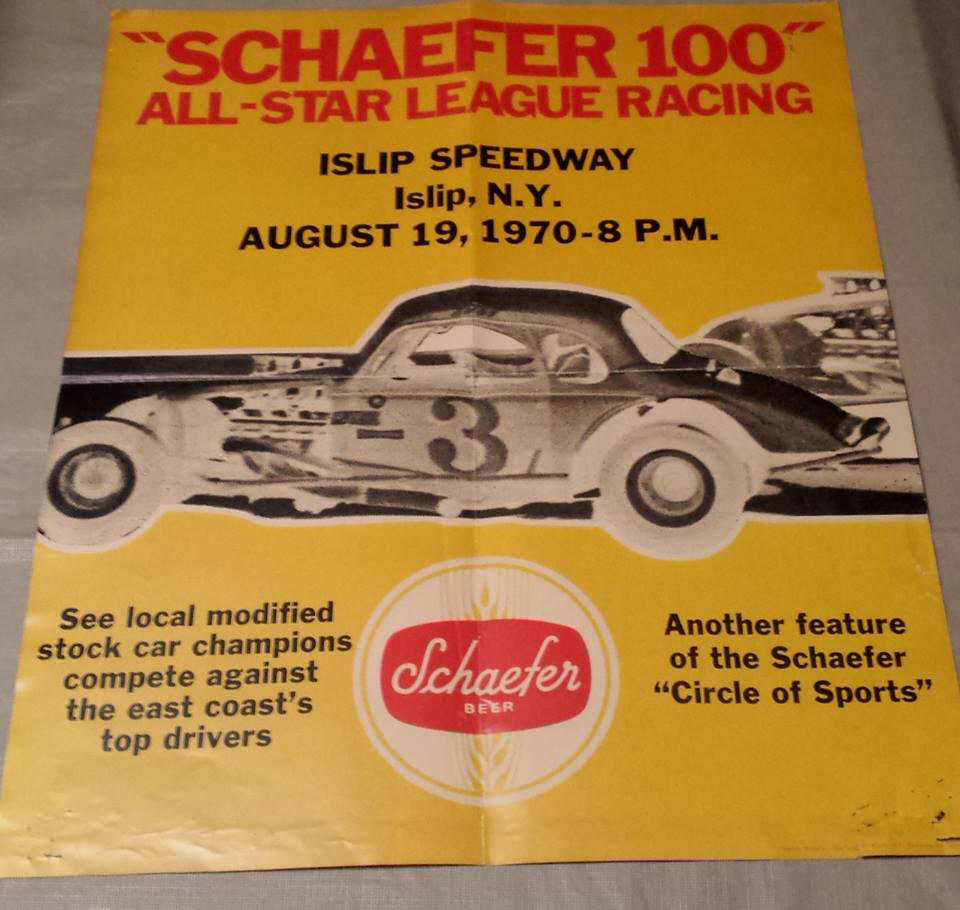 "SCHAEFER 100"
ALL-STAR LEAGUE RACING
ISLIP SPEEDWAY
Islip, N.Y.
AUGUST 19, 1970-8 P.M.
3
See local modified
stock car champions
compete against
the east coast's
top drivers
Schaefer
BEER
Another feature
of the Schaefer
"Circle of Sports"